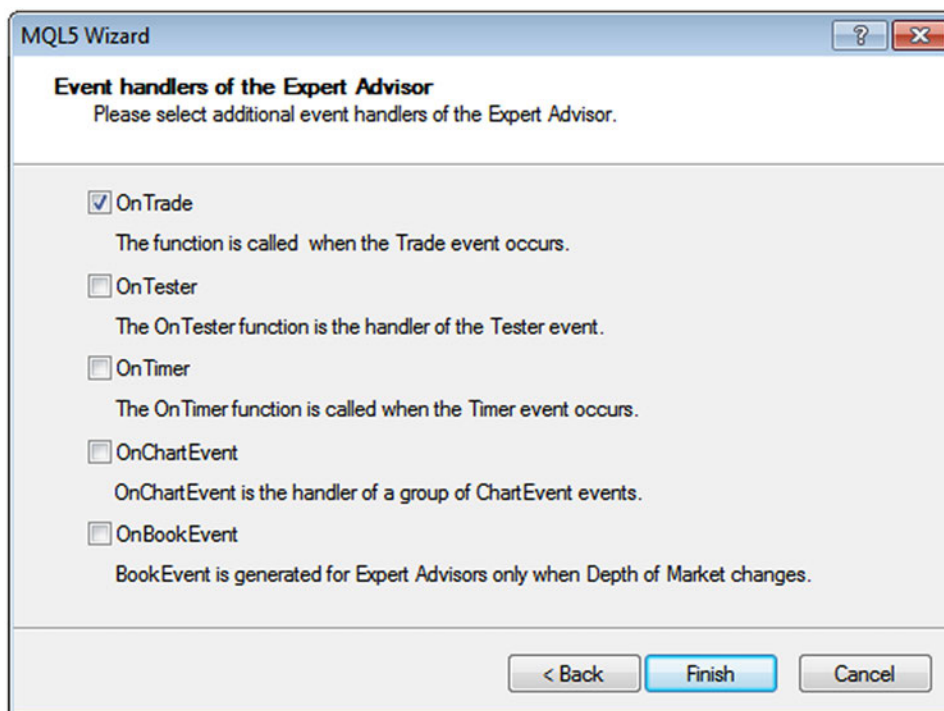 MQL5 Wizard
Event handlers of the Expert Advisor
Please select additional event handlers of the Expert Advisor.
OnTrade
The function is called when the Trade event occurs.
OnTester
The OnTester function is the handler of the Tester event.
OnTimer
The OnTimer function is called when the Timer event occurs.
OnChartEvent
OnChartEvent is the handler of a group of ChartEvent events.
OnBookEvent
BookEvent is generated for Expert Advisors only when Depth of Market changes.
< Back Finish Cancel